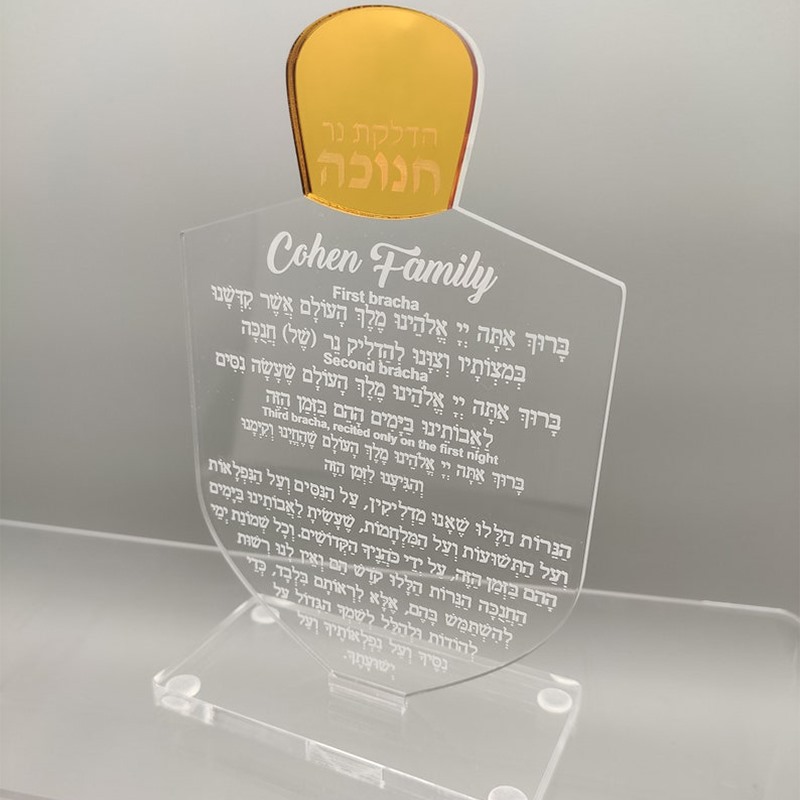 הדלקת נר
חנוכה
Cohen Family
First bracha
בָּרוּךְ אַתָּה יְיָ אֱלֹהֵינוּ מֶלֶךְ הָעוֹלָם אֲשֶׁר קִדְּשָׁנוּ
בְּמִצְוֹתָיו וְצִוָּנוּ לְהַדְלִיק נֵר (שֶׁל) חֲנֻכָּה
Second bracha
בָּרוּךְ אַתָּה יְיָ אֱלֹהֵינוּ מֶלֶךְ הָעוֹלָם שֶׁעָשָׂה נִסִּים
לַאֲבוֹתֵינוּ בַּיָּמִים הָהֵם בַּזְּמַן הַזֶּה
Third bracha, recited only on the first night
בָּרוּךְ אַתָּה יְיָ אֱלֹהֵינוּ מֶלֶךְ הָעוֹלָם שֶׁהֶחֱיָנוּ וְקִיְּמָנוּ
וְהִגִּיעָנוּ לַזְּמַן הַזֶּה
הַנֵּרוֹת הַלָּלוּ שֶׁאָנוּ מַדְלִיקִין, עַל הַנִּסִּים וְעַל הַנִּפְלָאוֹת
וְעַל הַתְּשׁוּעוֹת וְעַל הַמִּלְחָמוֹת, שֶׁעָשִׂיתָ לַאֲבוֹתֵינוּ בַּיָּמִים
הָהֵם בַּזְּמַן הַזֶּה, עַל יְדֵי כֹּהֲנֶיךָ הַקְּדוֹשִׁים. וְכָל שְׁמוֹנַת יְמֵי
הַחֲנֻכָּה הַנֵּרוֹת הַלָּלוּ קֹדֶשׁ הֵם וְאֵין לָנוּ רְשׁוּת
לְהִשְׁתַּמֵּשׁ בָּהֶם, אֶלָּא לִרְאוֹתָם בִּלְבָד, כְּדֵי
לְהוֹדוֹת וּלְהַלֵּל לְשִׁמְךָ הַגָּדוֹל עַל
נִסֶּיךָ וְעַל נִפְלְאוֹתֶיךָ וְעַל
יְשׁוּעָתֶךָ.